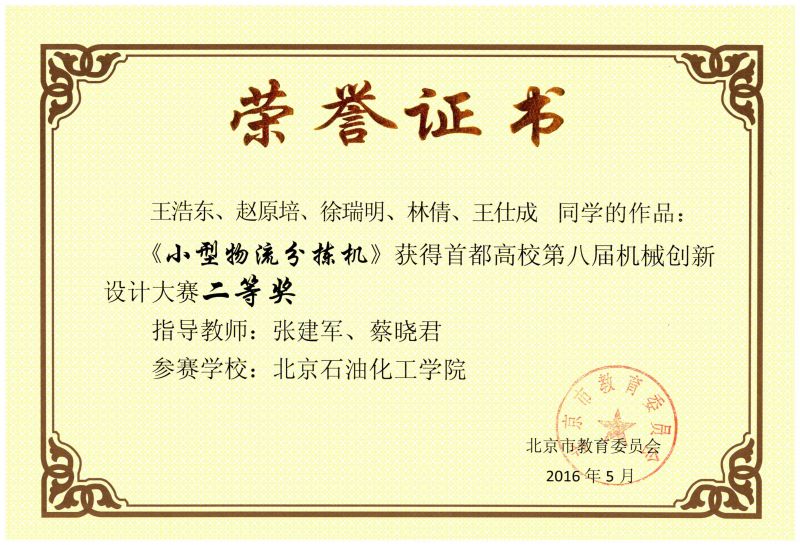 荣誉证书
王浩东、赵原培、徐瑞明、林倩、王仕成 同学的作品：
《小型物流分拣机》获得首都高校第八届机械创新
设计大赛二等奖
指导教师：张建军、蔡晓君
参赛学校：北京石油化工学院
北京市教育委员会
北京市教育委员会
2016 年 5 月